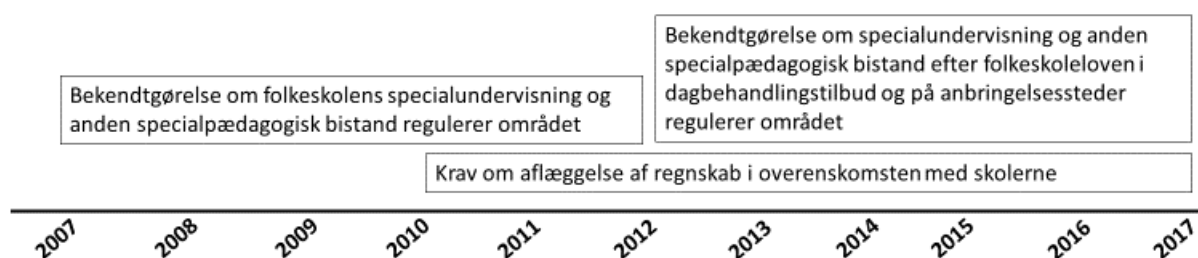 Bekendtgørelse om specialundervisning og anden
specialpædagogisk bistand efter folkeskoleloven i
dagbehandlingstilbud og på anbringelsessteder
regulerer området
Bekendtgørelse om folkeskolens specialundervisning og
anden specialpædagogisk bistand regulerer området
Krav om aflæggelse af regnskab i overenskomsten med skolerne
2007 2008 2009 2010 2011 2012 2013 2014 2015 2016 2017